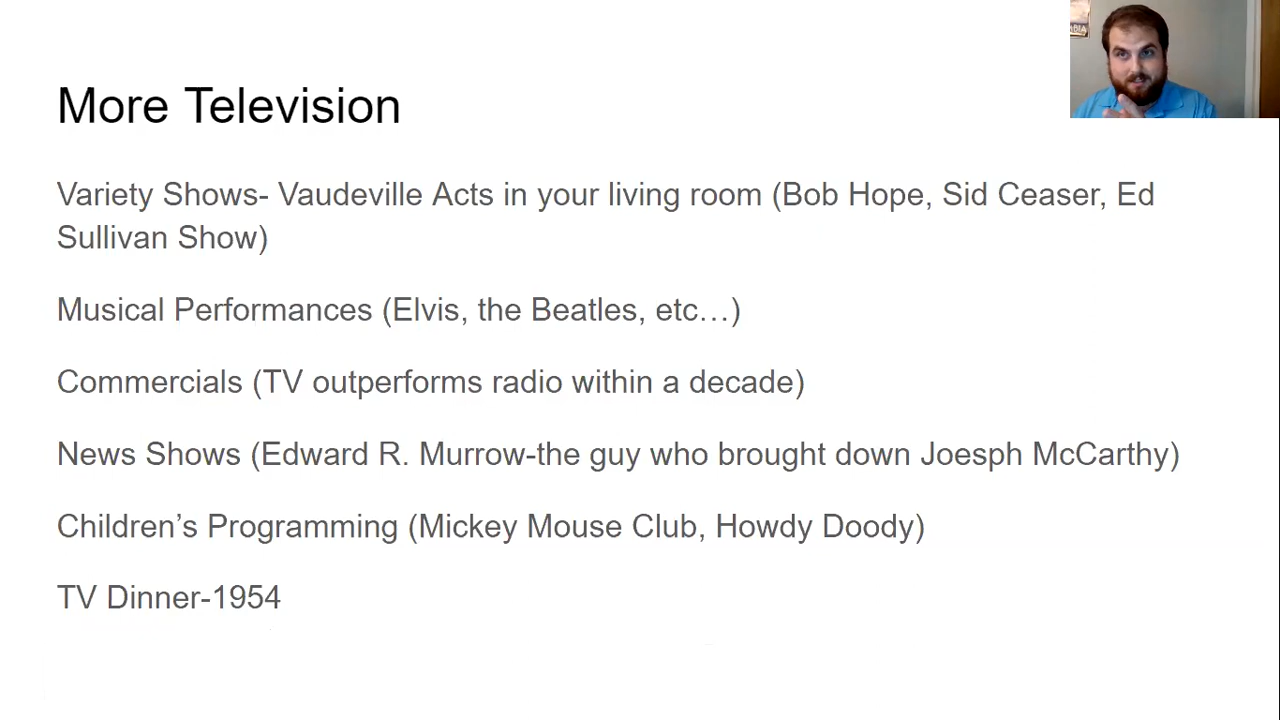 More Television
Variety Shows- Vaudeville Acts in your living room (Bob Hope, Sid Ceaser, Ed
Sullivan Show)
Musical Performances (Elvis, the Beatles, etc…)
Commercials (TV outperforms radio within a decade)
News Shows (Edward R. Murrow-the guy who brought down Joesph McCarthy)
Children’s Programming (Mickey Mouse Club, Howdy Doody)
TV Dinner-1954